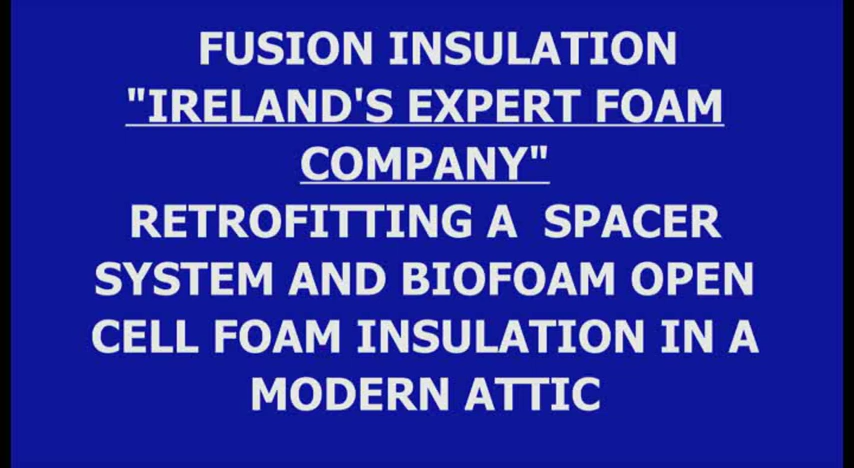 FUSION INSULATION
"IRELAND'S EXPERT FOAM
COMPANY"
RETROFITTING A SPACER
SYSTEM AND BIOFOAM OPEN
CELL FOAM INSULATION IN A
MODERN ATTIC